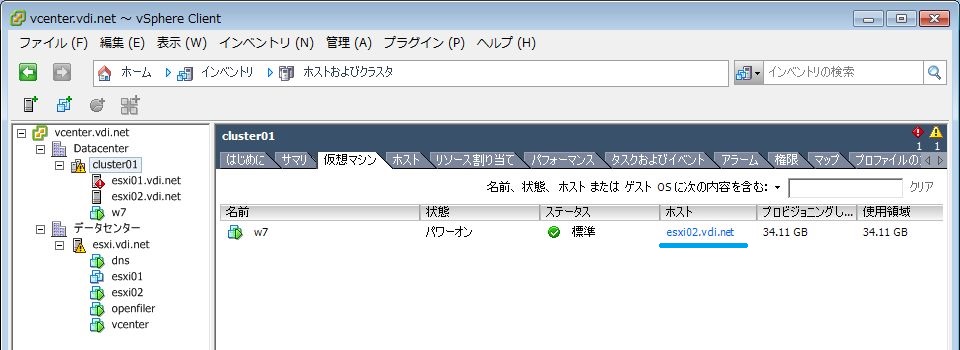 vcenter.vdi.net ～ vSphere Client
ファイル (F) 編集 (E) 表示 (W) インベントリ (N) 管理 (A) プラグイン (P) ヘルプ (H)
ホーム インベントリ ホストおよびクラスタ インベントリの検索
vcenter.vdi.net
Datacenter
cluster01
esxi01.vdi.net
esxi02.vdi.net
w7
データセンター
esxi.vdi.net
dns
esxi01
esxi02
openfiler
vcenter
cluster01
1 1
はじめに サマリ 仮想マシン ホスト リソース割り当て パフォーマンス タスクおよびイベント アラーム 権限 マップ プロファイルの
名前、状態、ホスト または ゲスト OS に次の内容を含む: クリア
名前 状態 ステータス ホスト プロビジョニングし... 使用領域
w7 パワーオン 標準 esxi02.vdi.net 34.11 GB 34.11 GB